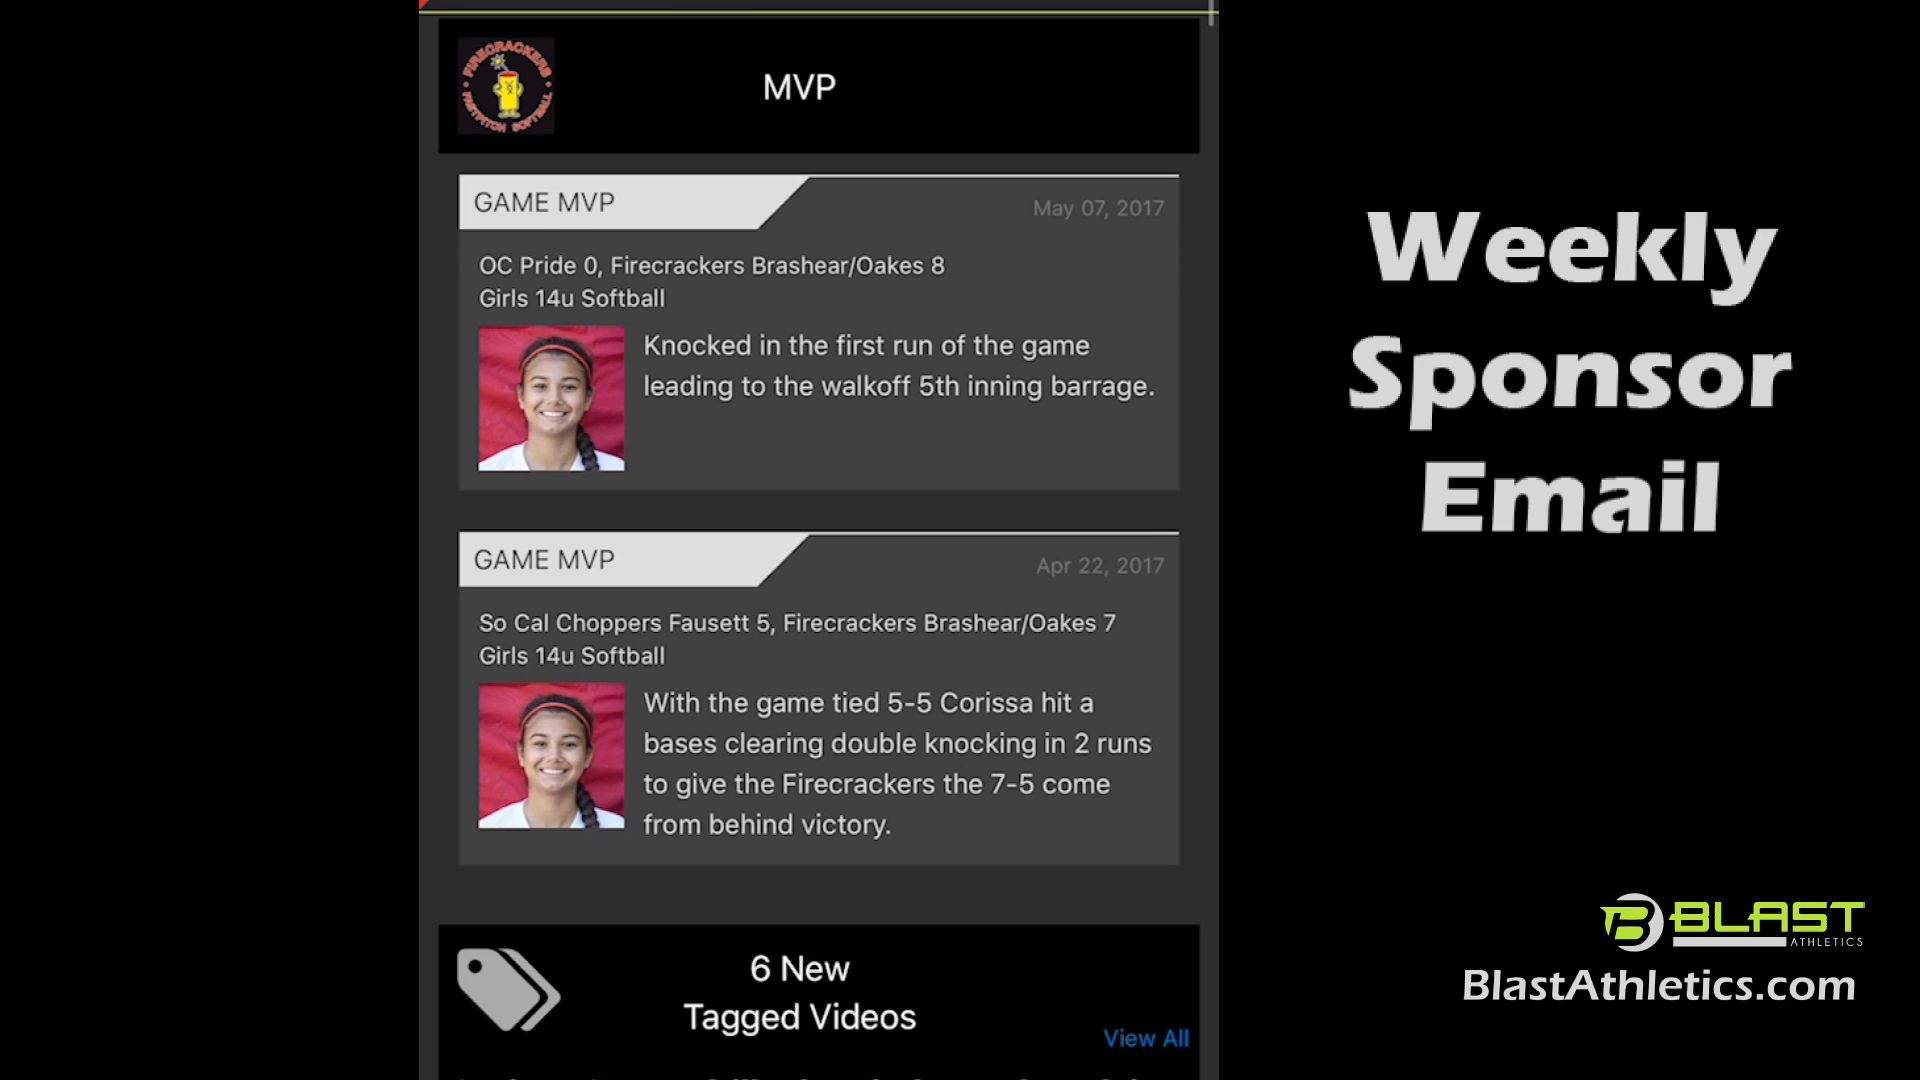 FIRECRACKERS
FASTPITCH SOFTBALL
MVP
GAME MVP
May 07, 2017
OC Pride 0, Firecrackers Brashear/Oakes 8
Girls 14u Softball
Knocked in the first run of the game
leading to the walkoff 5th inning barrage.
GAME MVP
Apr 22, 2017
So Cal Choppers Fausett 5, Firecrackers Brashear/Oakes 7
Girls 14u Softball
With the game tied 5-5 Corissa hit a
bases clearing double knocking in 2 runs
to give the Firecrackers the 7-5 come
from behind victory.
6 New
Tagged Videos
View All
Weekly
Sponsor
Email
BLAST
ATHLETICS
BlastAthletics.com